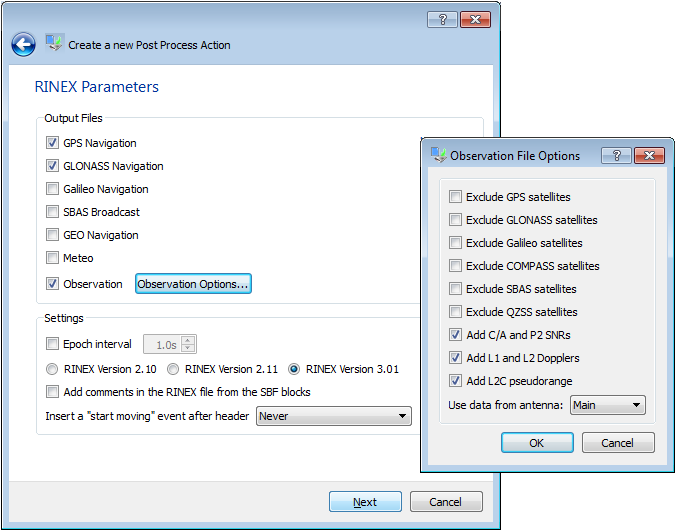 Create a new Post Process Action
RINEX Parameters
Output Files
GPS Navigation
GLONASS Navigation
Galileo Navigation
SBAS Broadcast
GEO Navigation
Meteo
Observation Observation Options...
Settings
Epoch interval 1.0s
RINEX Version 2.10 RINEX Version 2.11 RINEX Version 3.01
Add comments in the RINEX file from the SBF blocks
Insert a "start moving" event after header Never
Next Cancel
Observation File Options
Exclude GPS satellites
Exclude GLONASS satellites
Exclude Galileo satellites
Exclude COMPASS satellites
Exclude SBAS satellites
Exclude QZSS satellites
Add C/A and P2 SNRs
Add L1 and L2 Dopplers
Add L2C pseudorange
Use data from antenna: Main
OK Cancel